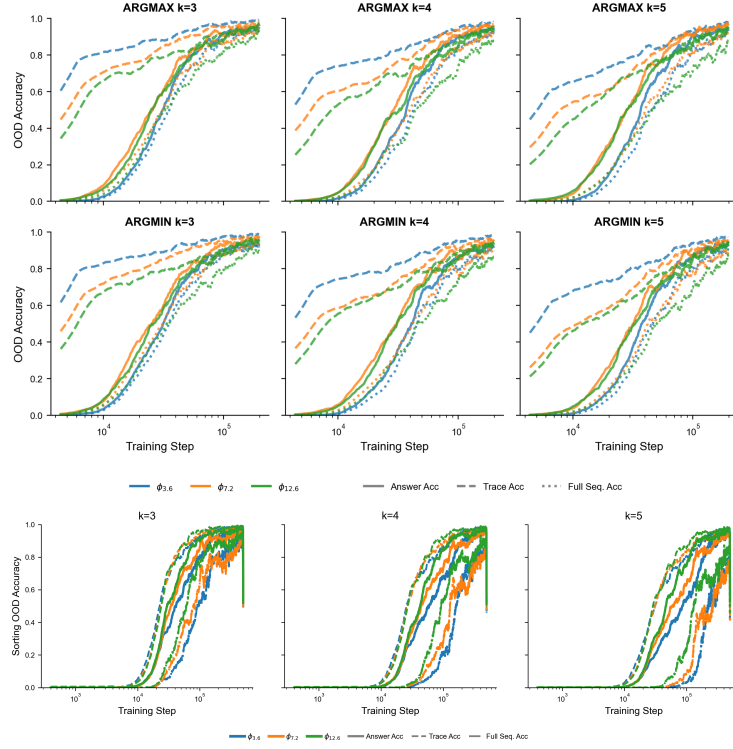 ARGMAX k=3 ARGMAX k=4 ARGMAX k=5
OOD Accuracy
1.0
0.8
0.6
0.4
0.2
0.0
ARGMIN k=3 ARGMIN k=4 ARGMIN k=5
OOD Accuracy
1.0
0.8
0.6
0.4
0.2
0.0
10⁴ 10⁵ 10⁴ 10⁵ 10⁴ 10⁵
Training Step Training Step Training Step
ϕ3.6 ϕ7.2 ϕ12.6 Answer Acc Trace Acc Full Seq. Acc
k=3 k=4 k=5
Sorting OOD Accuracy
1.0
0.8
0.6
0.4
0.2
0.0
10³ 10⁴ 10⁵ 10³ 10⁴ 10⁵ 10³ 10⁴ 10⁵
Training Step Training Step Training Step
ϕ3.6 ϕ7.2 ϕ12.6 Answer Acc Trace Acc Full Seq. Acc